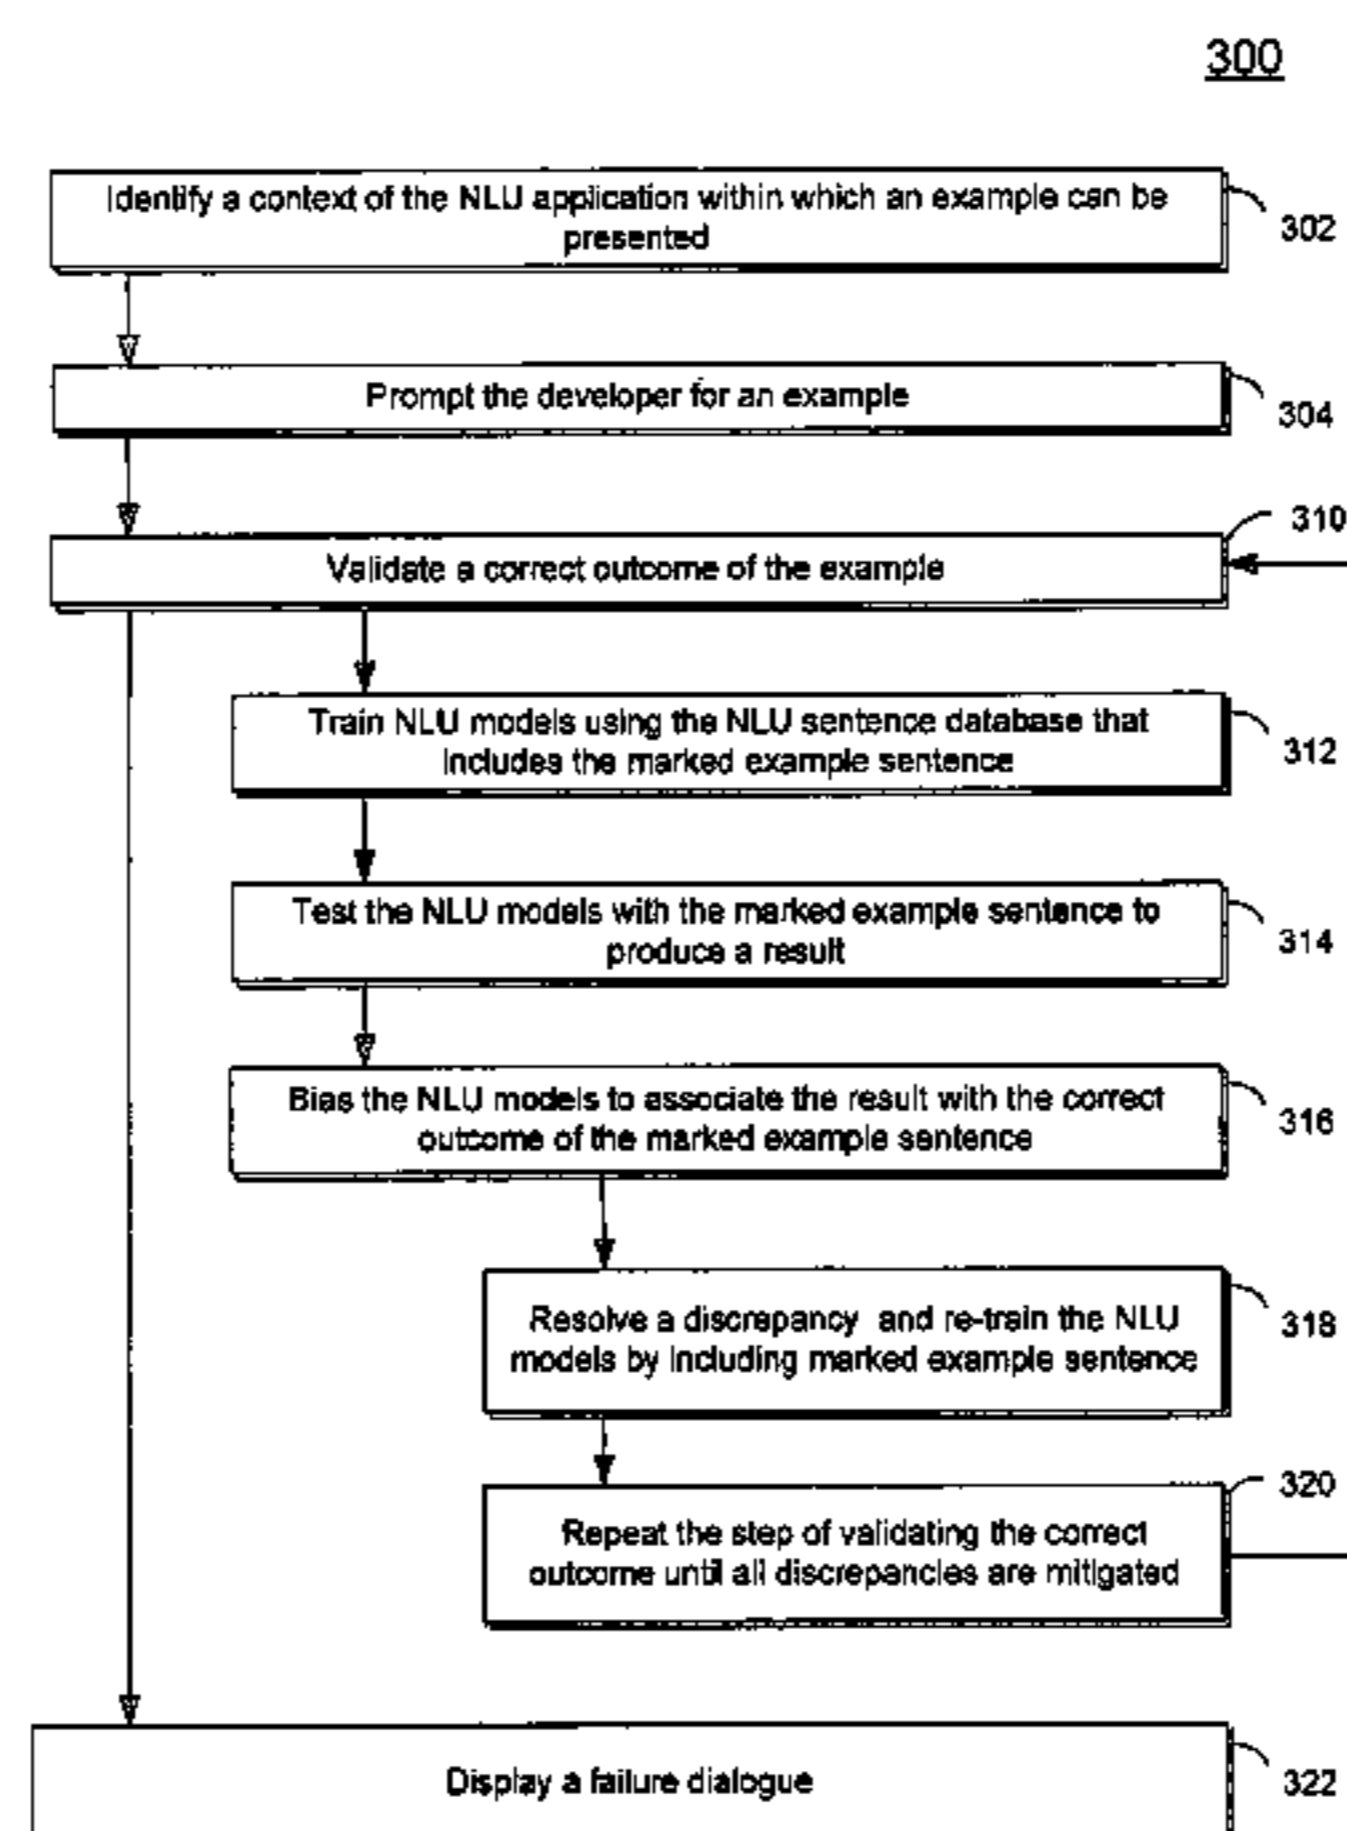 300
Identify a context of the NLU application within which an example can be
presented
302
Prompt the developer for an example
304
310
Validate a correct outcome of the example
Train NLU models using the NLU sentence database that
includes the marked example sentence
312
Test the NLU models with the marked example sentence to
produce a result
314
Bias the NLU models to associate the result with the correct
outcome of the marked example sentence
316
Resolve a discrepancy and re-train the NLU
models by including marked example sentence
318
320
Repeat the step of validating the correct
outcome until all discrepancies are mitigated
Display a failure dialogue
322